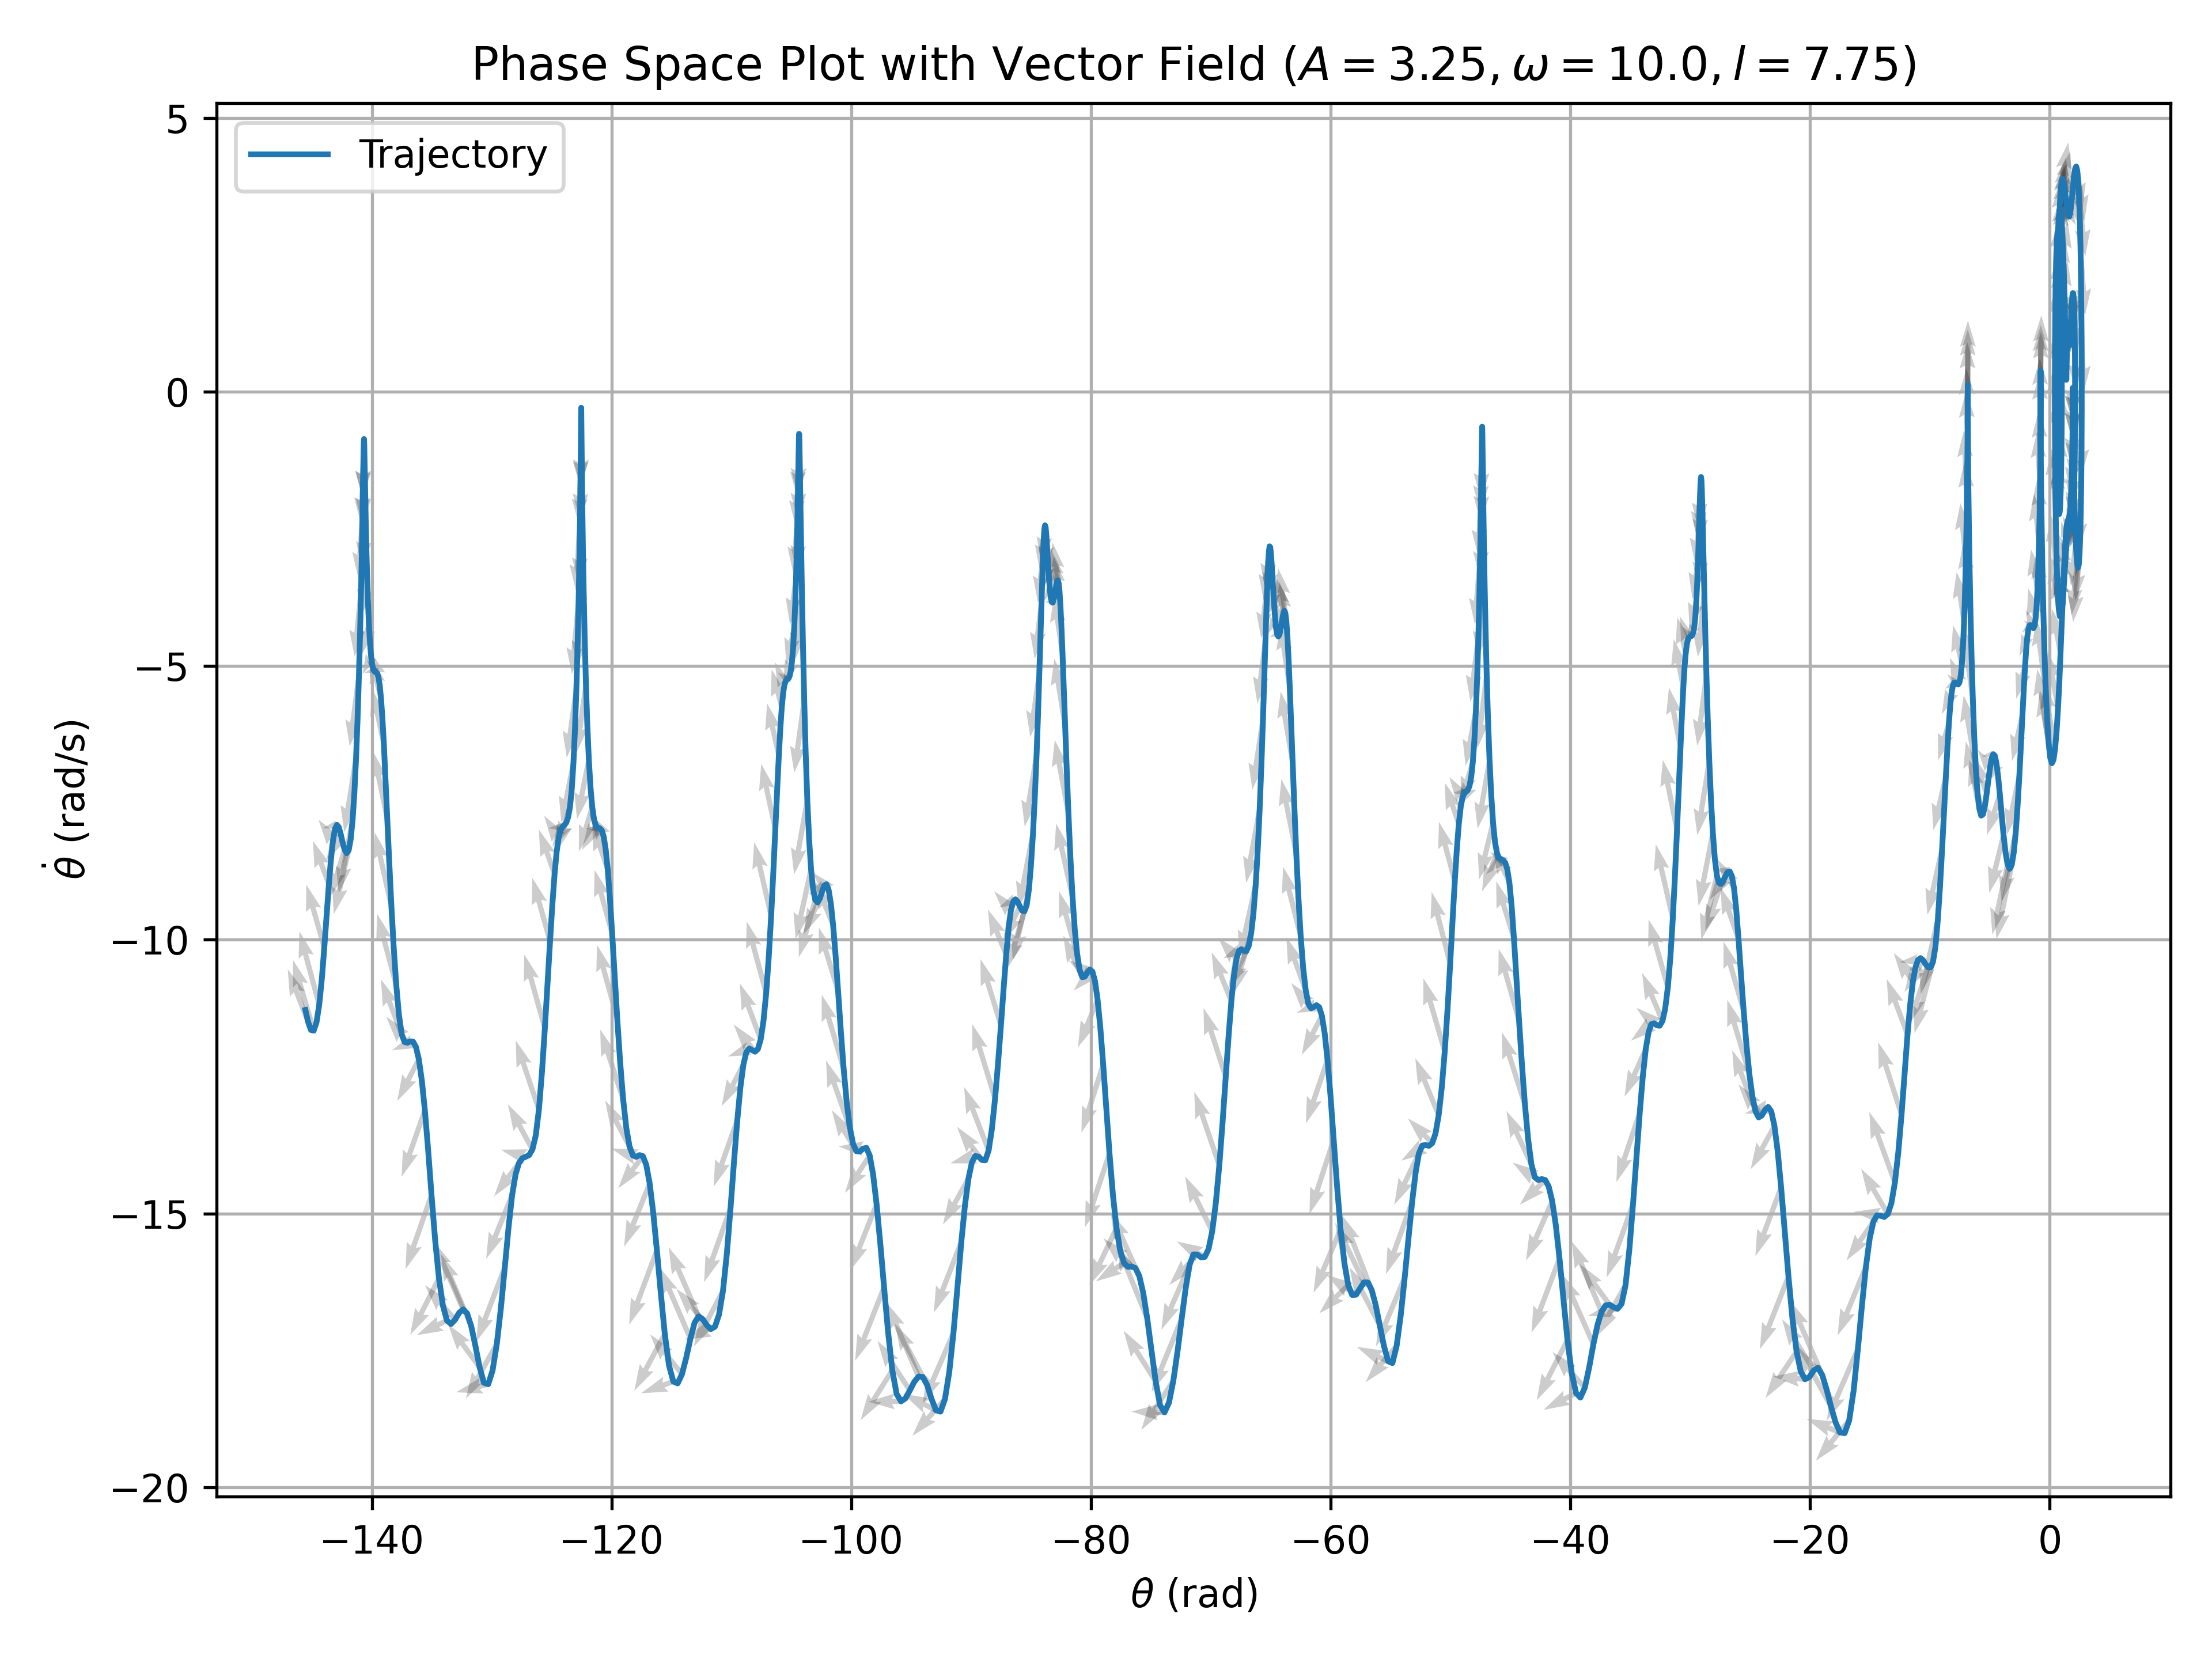 Phase Space Plot with Vector Field (A = 3.25, ω = 10.0, l = 7.75)
Trajectory
5
0
−5
−10
−15
−20
θ̇ (rad/s)
−140 −120 −100 −80 −60 −40 −20 0
θ (rad)